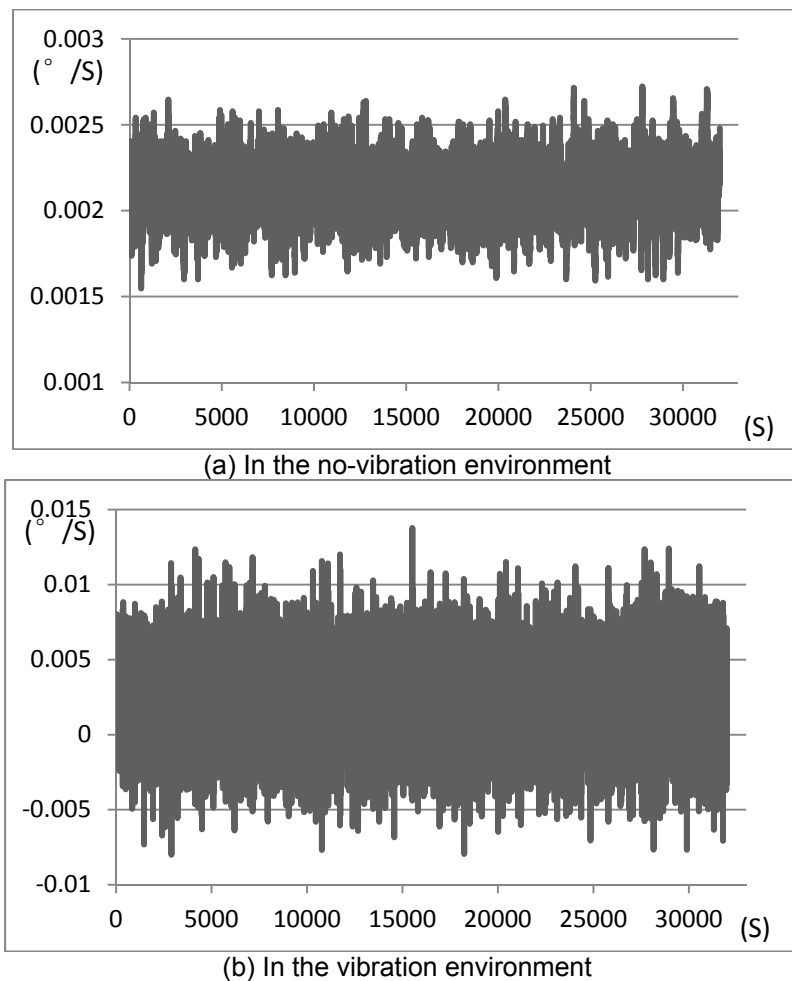 0.003
(° /S)
0.0025
0.002
0.0015
0.001
0 5000 10000 15000 20000 25000 30000 (S)
(a) In the no-vibration environment
0.015
(° /S)
0.01
0.005
0
-0.005
-0.01
0 5000 10000 15000 20000 25000 30000 (S)
(b) In the vibration environment